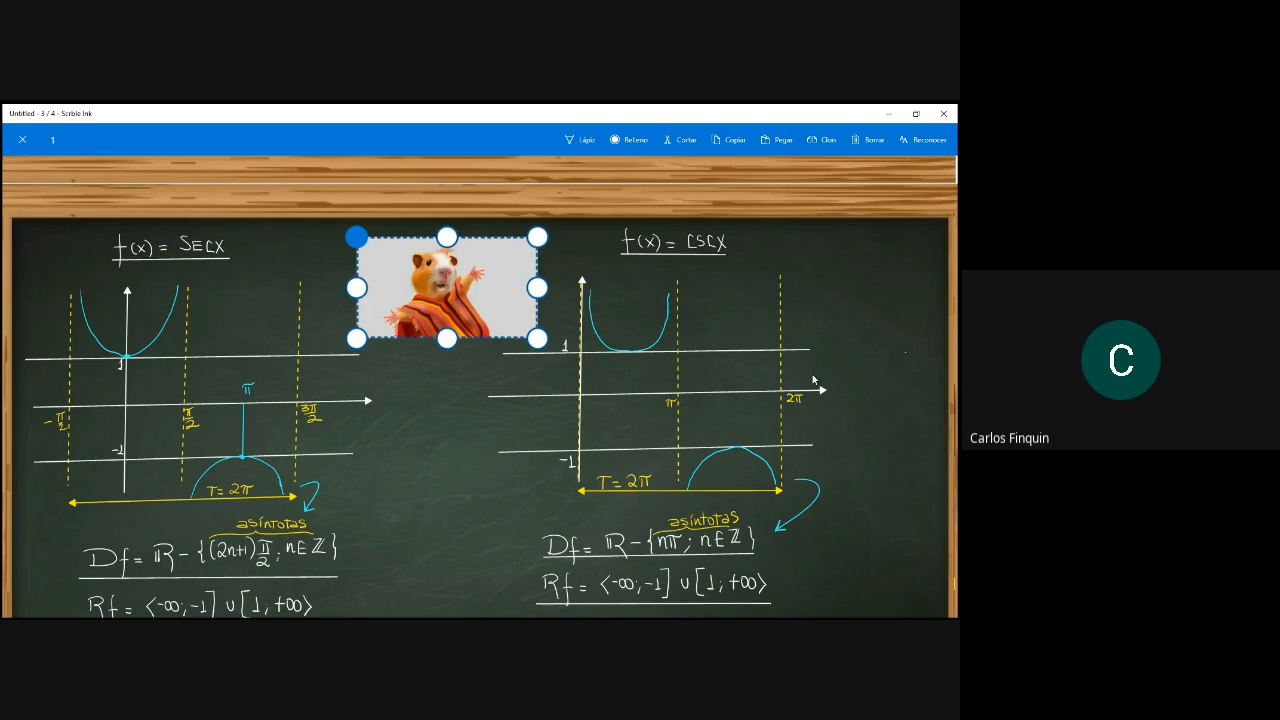 Untitled - 3 / 4 - Scrble Ink
1
Lápiz
Relleno
Cortar
Copiar
Pegar
Clon
Borrar
Reconocer
f(x) = SECX
1
π
-π/2
π/2
3π/2
-1
T = 2π
asíntotas
Df = ℝ - {(2n+1)π/2; n∈ℤ}
Rf = <-∞;-1] ∪ [1;+∞>
f(x) = CSCX
1
π
2π
-1
T = 2π
asíntotas
Df = ℝ - {nπ; n∈ℤ}
Rf = <-∞;-1] ∪ [1;+∞>
C
Carlos Finquin